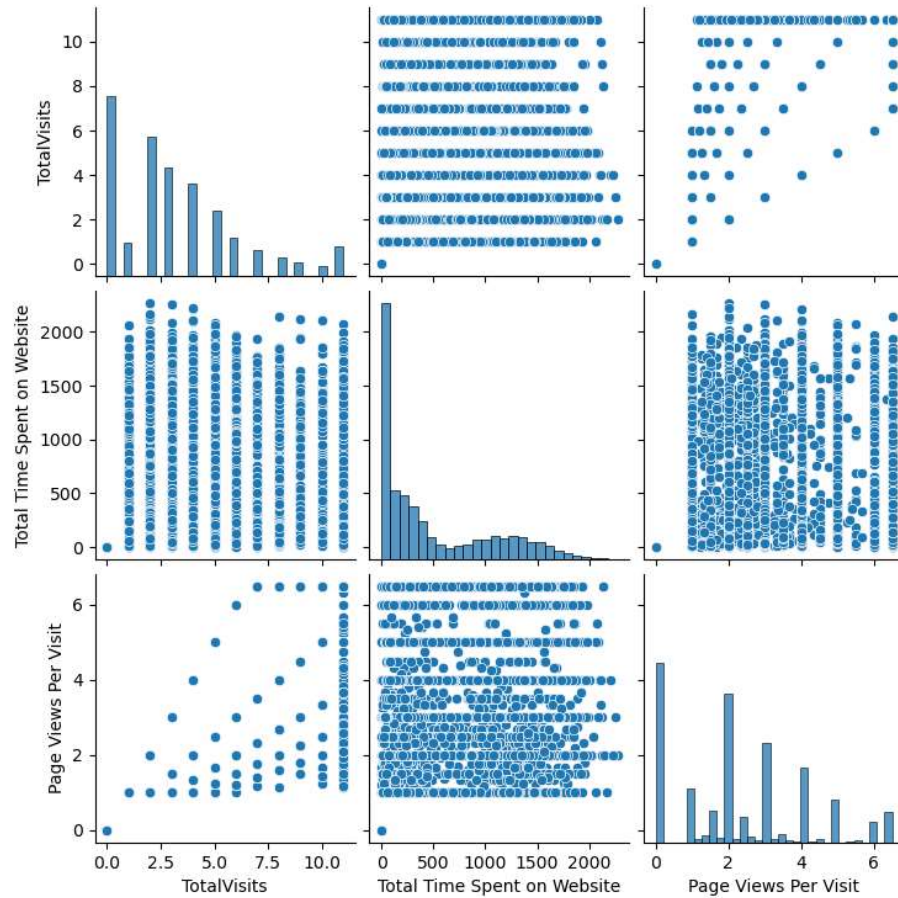 10
8
6
4
2
0
TotalVisits
2000
1500
1000
500
0
Total Time Spent on Website
6
4
2
0
Page Views Per Visit
0.0 2.5 5.0 7.5 10.0
TotalVisits
0 500 1000 1500 2000
Total Time Spent on Website
0 2 4 6
Page Views Per Visit